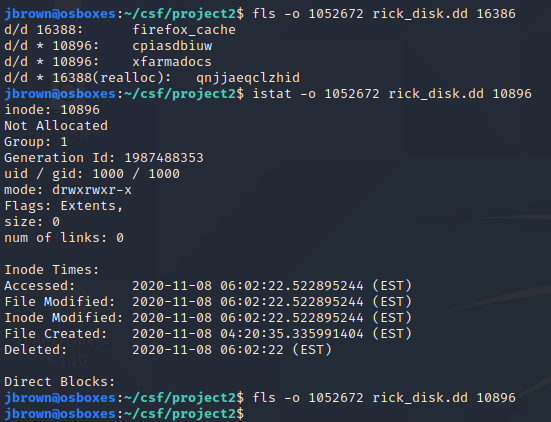 jbrown@osboxes:~/csf/project2$ fls -o 1052672 rick_disk.dd 16386
d/d 16388:      firefox_cache
d/d * 10896:    cpiasdbiuw
d/d * 10896:    xfarmadocs
d/d * 16388(realloc):   qnjjaeqclzhid
jbrown@osboxes:~/csf/project2$ istat -o 1052672 rick_disk.dd 10896
inode: 10896
Not Allocated
Group: 1
Generation Id: 1987488353
uid / gid: 1000 / 1000
mode: drwxrwxr-x
Flags: Extents,
size: 0
num of links: 0

Inode Times:
Accessed:       2020-11-08 06:02:22.522895244 (EST)
File Modified:  2020-11-08 06:02:22.522895244 (EST)
Inode Modified: 2020-11-08 06:02:22.522895244 (EST)
File Created:   2020-11-08 04:20:35.335991404 (EST)
Deleted:        2020-11-08 06:02:22 (EST)

Direct Blocks:
jbrown@osboxes:~/csf/project2$ fls -o 1052672 rick_disk.dd 10896
jbrown@osboxes:~/csf/project2$